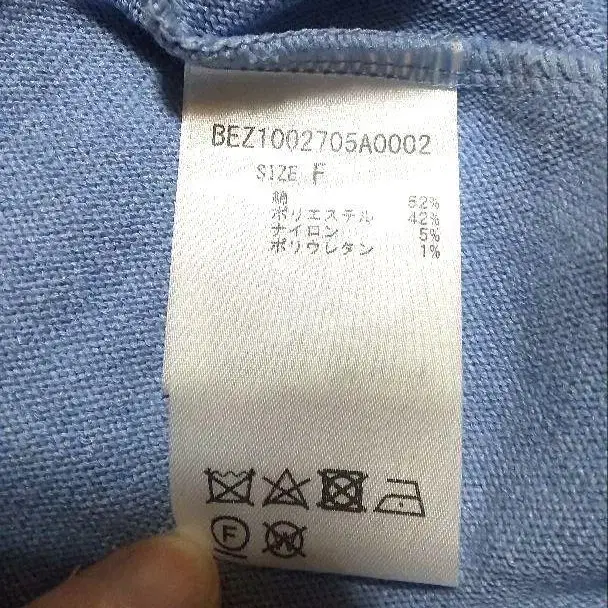 BEZ1002705A0002
SIZE F
綿 52%
ポリエステル 42%
ナイロン 5%
ポリウレタン 1%
F
W